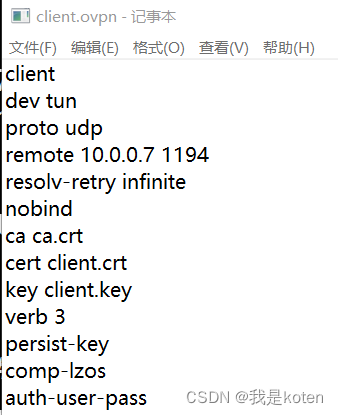 client.ovpn - 记事本
文件(F) 编辑(E) 格式(O) 查看(V) 帮助(H)
client
dev tun
proto udp
remote 10.0.0.7 1194
resolv-retry infinite
nobind
ca ca.crt
cert client.crt
key client.key
verb 3
persist-key
comp-lzos
auth-user-pass
CSDN @我是koten